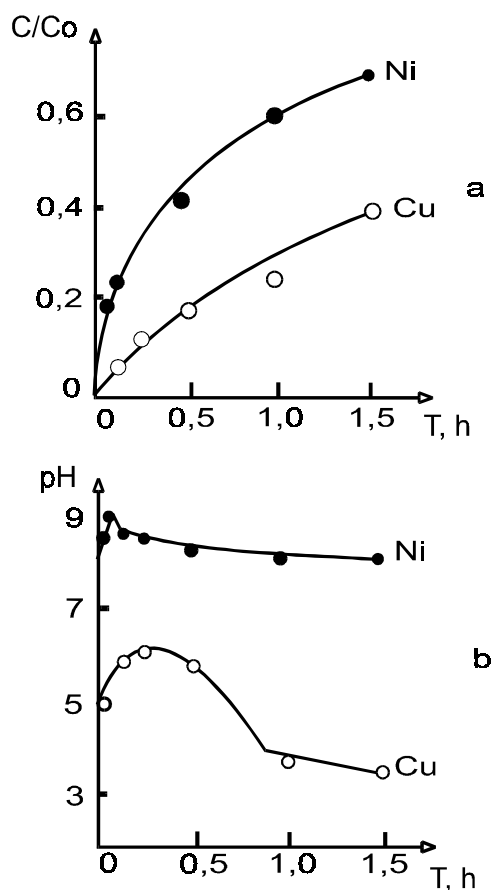 C/Co
Ni
0,6
a
0,4
Cu
0,2
0
0 0,5 1,0 1,5
T, h
pH
9
Ni
7
b
5
Cu
3
0 0,5 1,0 1,5
T, h